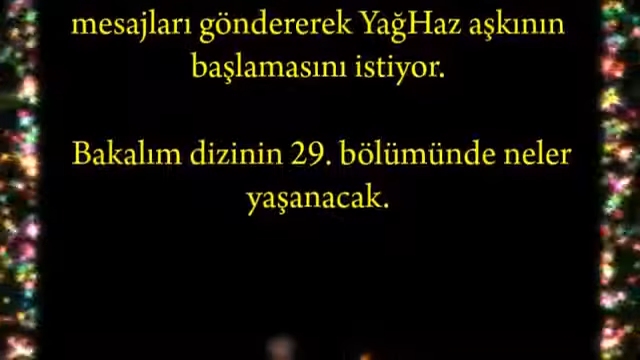 mesajları göndererek YağHaz aşkının
başlamasını istiyor.
Bakalım dizinin 29. bölümünde neler
yaşanacak.